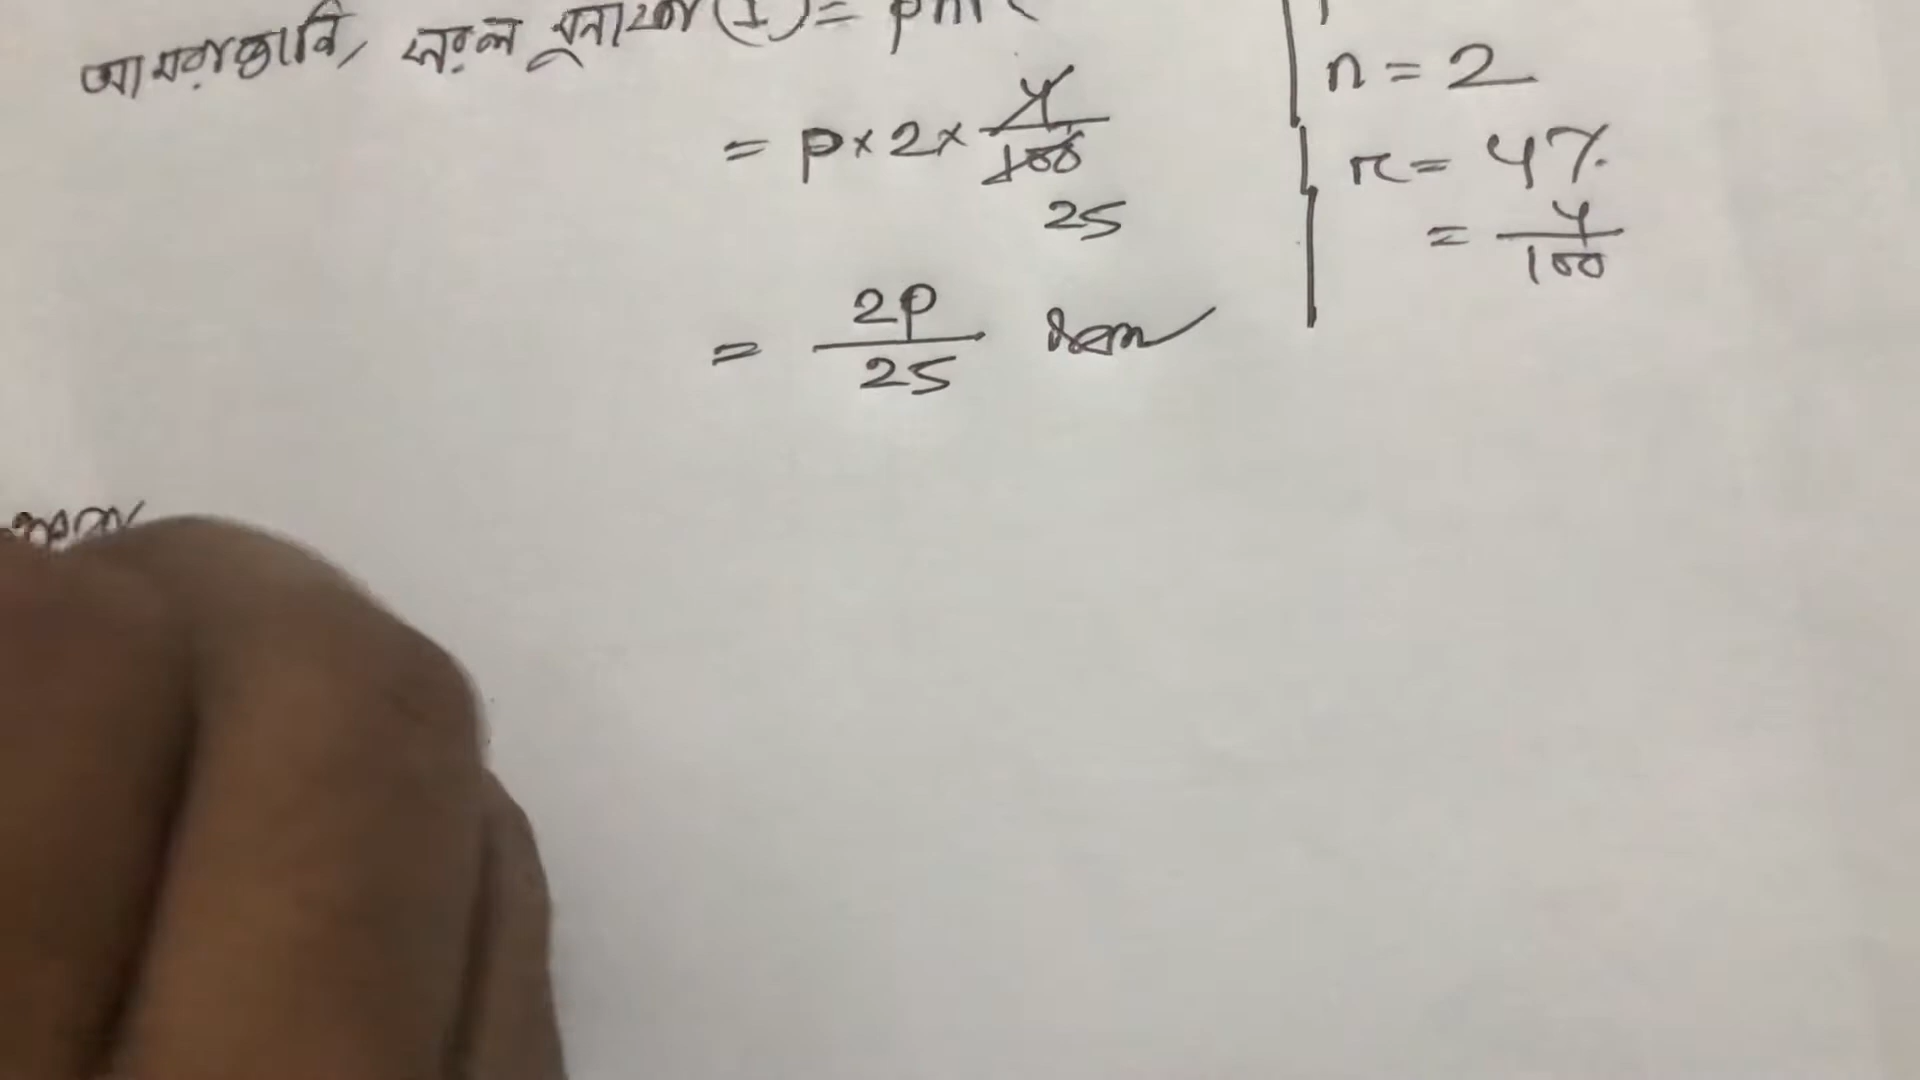 আমরা জানি, সরল মুনাফা (I) = pnr
= p × 2 × 4/100
25
= 2p/25 টাকা
n = 2
r = 4%
= 4/100